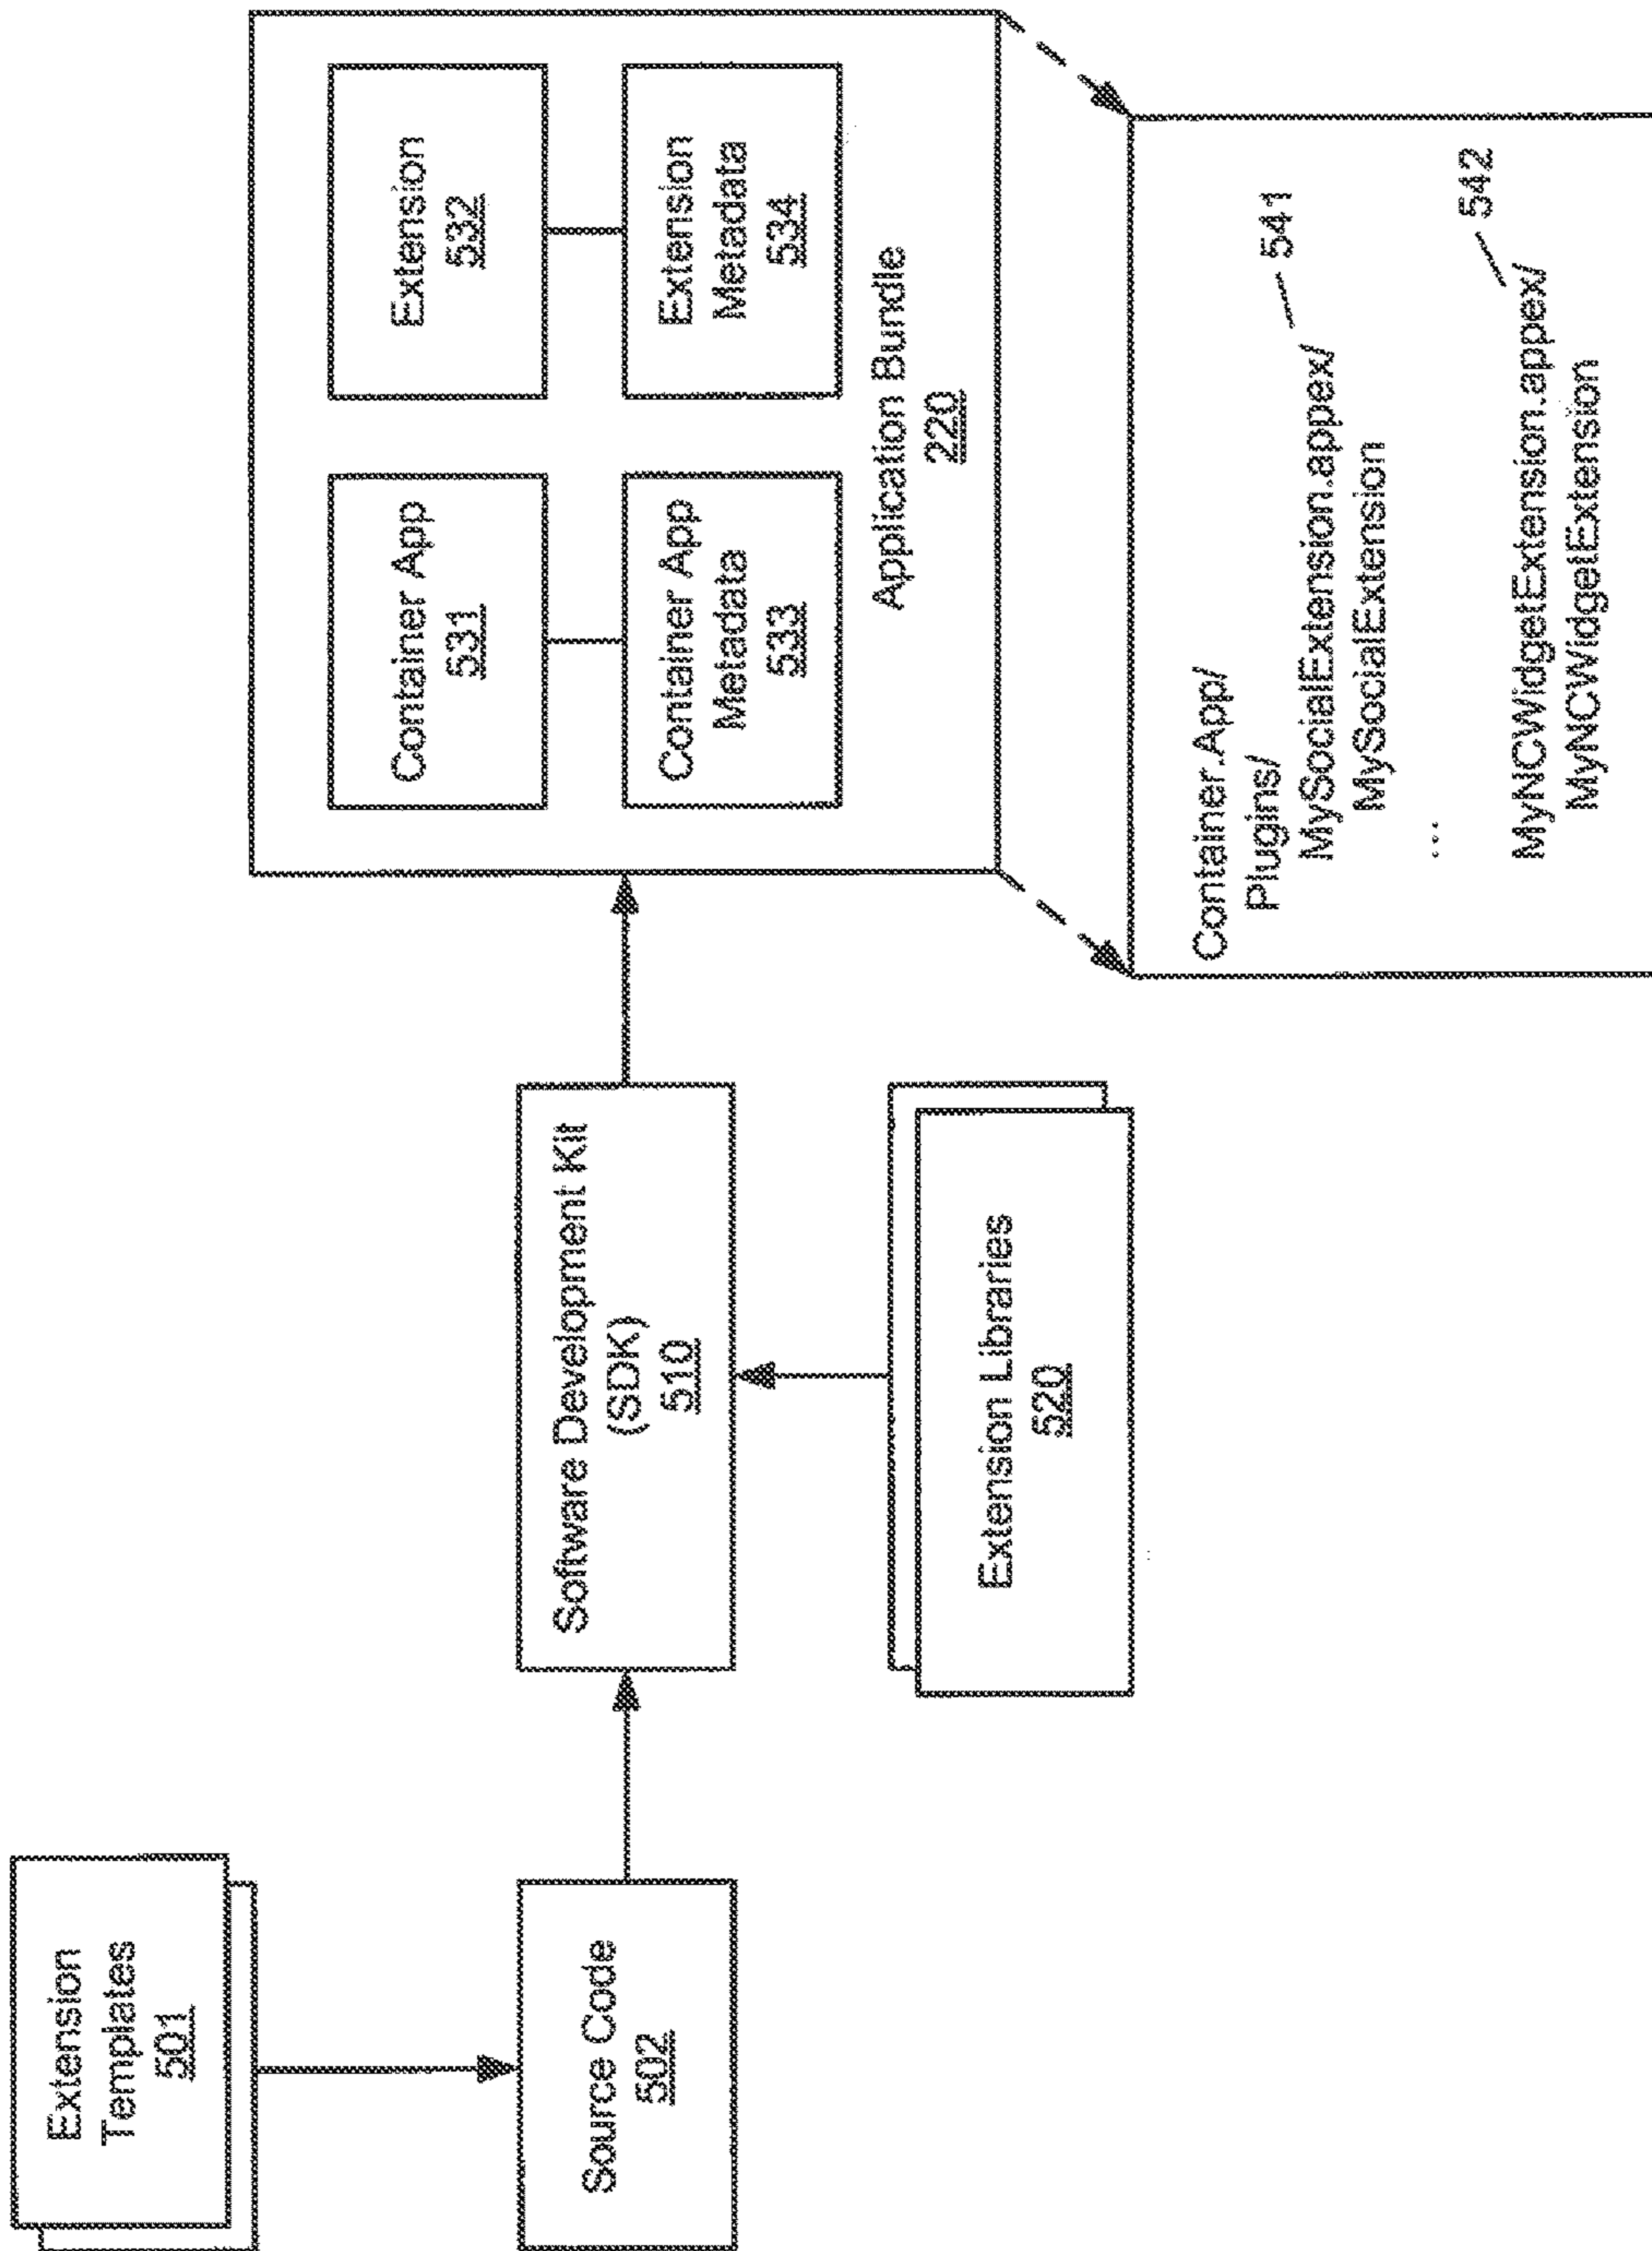 Extension
Templates
501
Source Code
502
Software Development Kit
(SDK)
510
Extension Libraries
520
Container App
531
Extension
532
Container App
Metadata
533
Extension
Metadata
534
Application Bundle
220
Container.App/
Plugins/
MySocialExtension.appex/
541
MySocialExtension
...
542
MyNCWidgetExtension.appex/
MyNCWidgetExtension